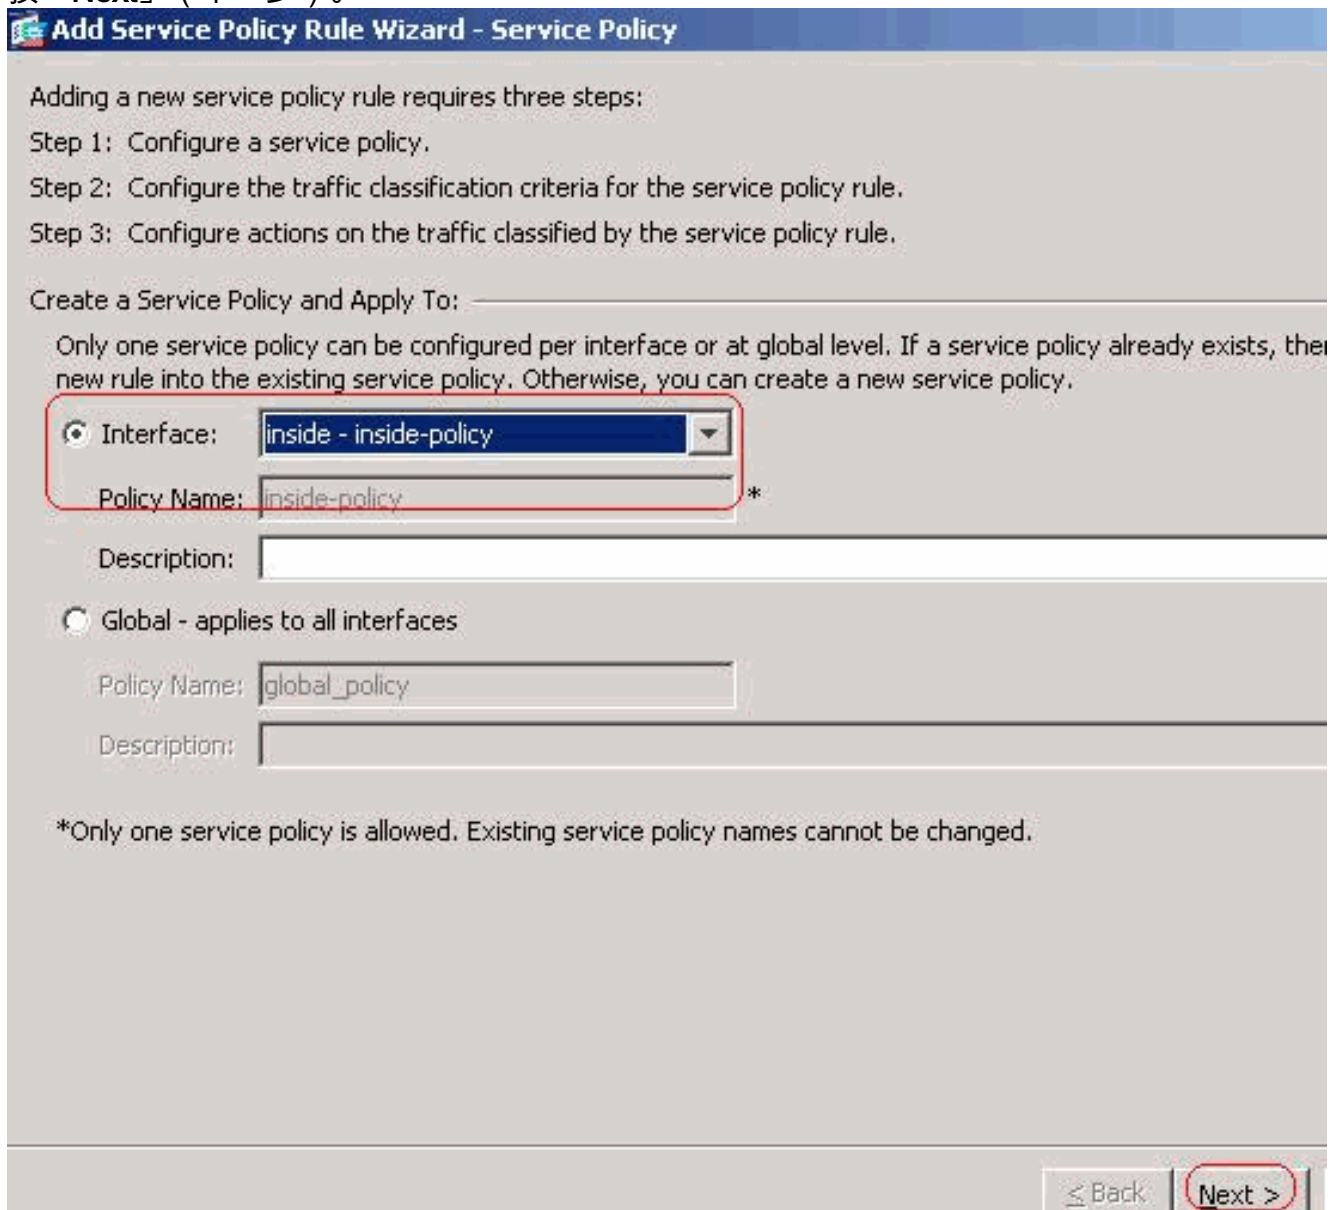 Next
Add Service Policy Rule Wizard - Service Policy
Adding a new service policy rule requires three steps:
Step 1: Configure a service policy.
Step 2: Configure the traffic classification criteria for the service policy rule.
Step 3: Configure actions on the traffic classified by the service policy rule.
Create a Service Policy and Apply To:
Only one service policy can be configured per interface or at global level. If a service policy already exists, then
new rule into the existing service policy. Otherwise, you can create a new service policy.
Interface: inside - inside-policy
Policy Name: inside-policy *
Description:
Global - applies to all interfaces
Policy Name: global_policy
Description:
*Only one service policy is allowed. Existing service policy names cannot be changed.
< Back Next >